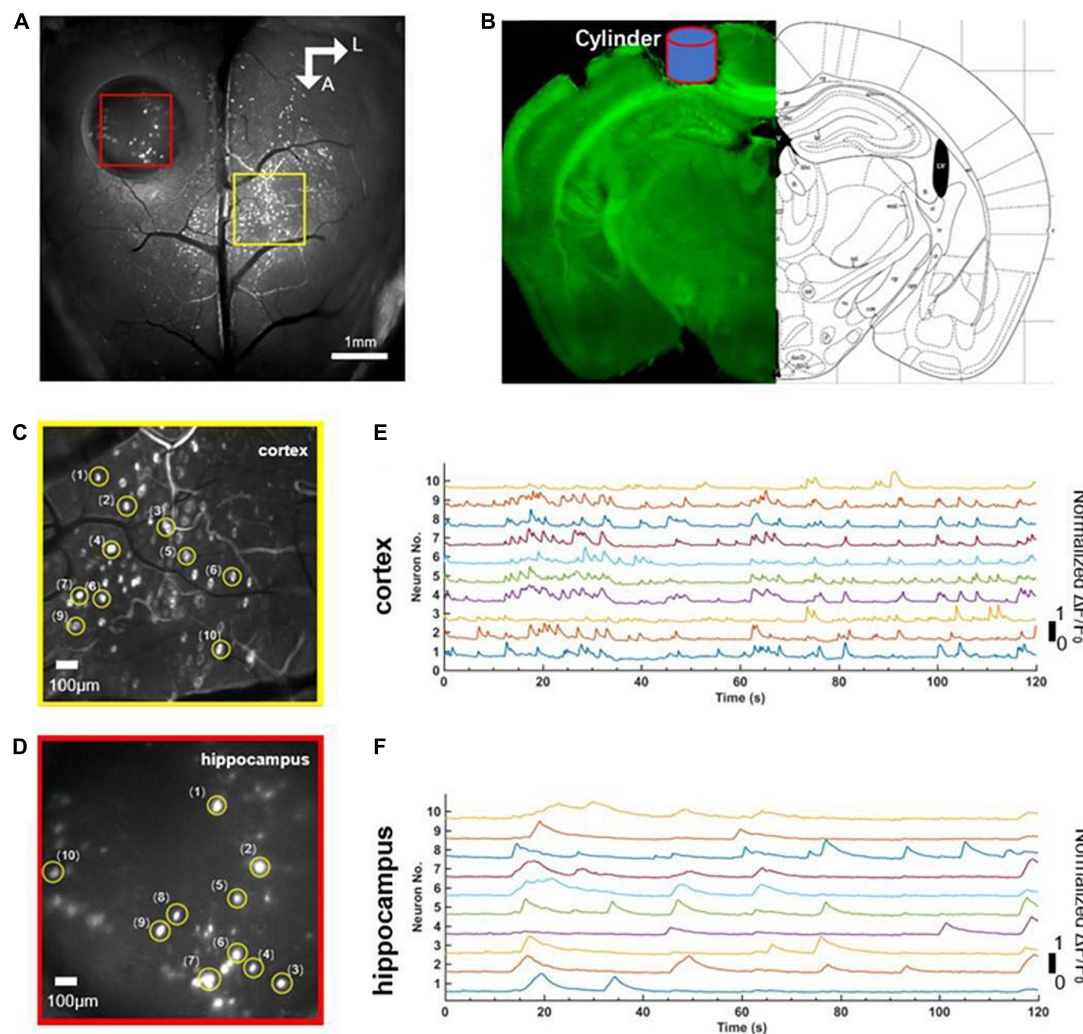 A
L
A
1mm
B
Cylinder
LV
C
cortex
(1)
(2)
(3)
(4)
(5)
(6)
(7)
(6)
(9)
(10)
100μm
E
cortex
Neuron No.
10
9
8
7
6
5
4
3
2
1
0
0 20 40 60 80 100 120
Time (s)
Normalized ΔF/F0
1
0
D
hippocampus
(1)
(10)
(2)
(5)
(8)
(9)
(6)
(7)
(4)
(3)
100μm
F
hippocampus
Neuron No.
10
9
8
7
6
5
4
3
2
1
0 20 40 60 80 100 120
Time (s)
Normalized ΔF/F0
1
0